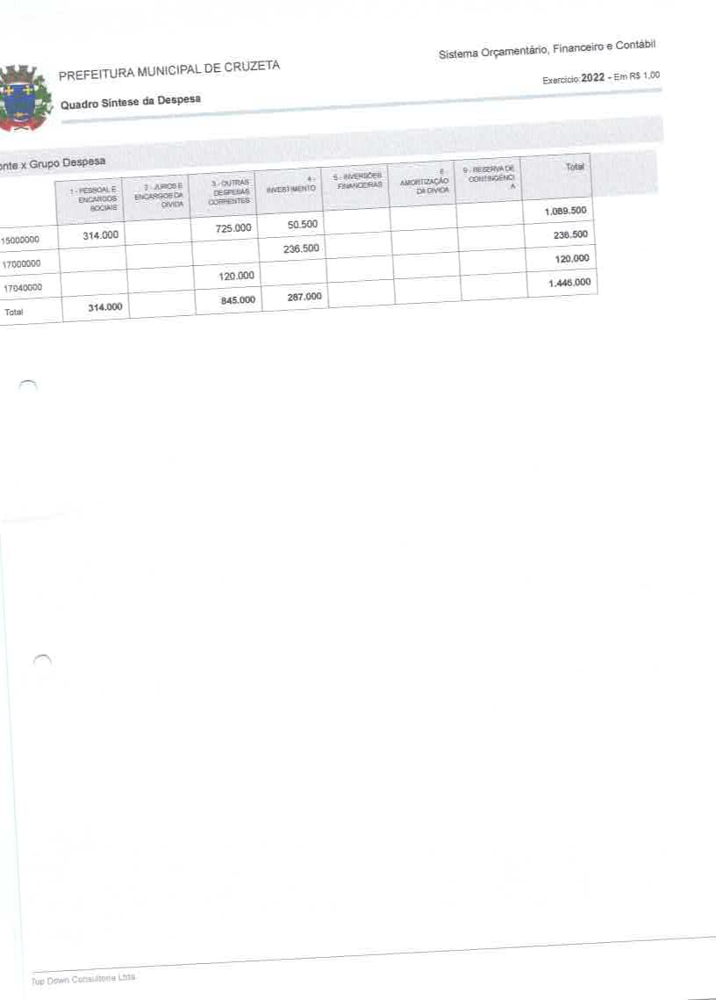 PREFEITURA MUNICIPAL DE CRUZETA
Sistema Orçamentário, Financeiro e Contábil
Quadro Síntese da Despesa
Exercício:2022 - Em R$ 1,00
onte x Grupo Despesa
1 - PESSOAL E ENCARGOS SOCIAIS
2 - JUROS E ENCARGOS DA DIVIDA
3 - OUTRAS DESPESAS CORRENTES
4 - INVESTIMENTO
5 - INVERSÕES FINANCEIRAS
6 - AMORTIZAÇÃO DA DIVIDA
9 - RESERVA DE CONTINGÊNCI A
Total
15000000 314.000 725.000 50.500 1.089.500
17000000 236.500 236.500
17040000 120.000 120.000
Total 314.000 845.000 287.000 1.446.000
Top Down Consultoria Ltda